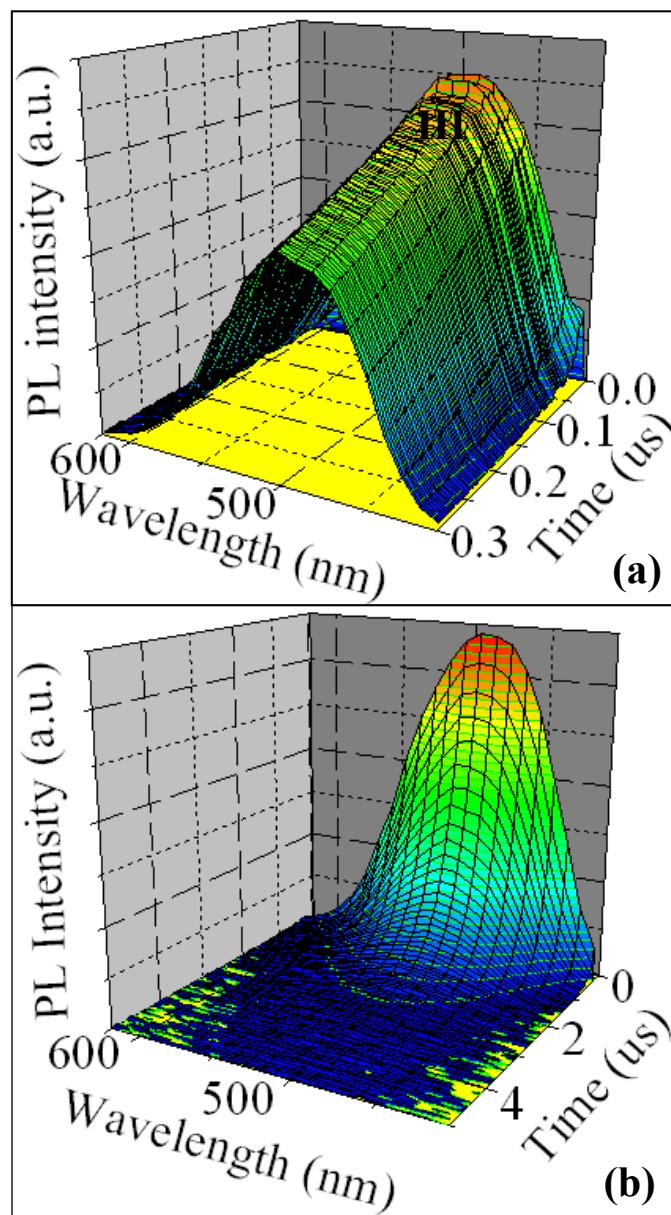 PL intensity (a.u.)
III
600
500
Wavelength (nm)
0.0
0.1
0.2
0.3
Time (us)
(a)
PL Intensity (a.u.)
600
500
Wavelength (nm)
0
2
4
Time (us)
(b)